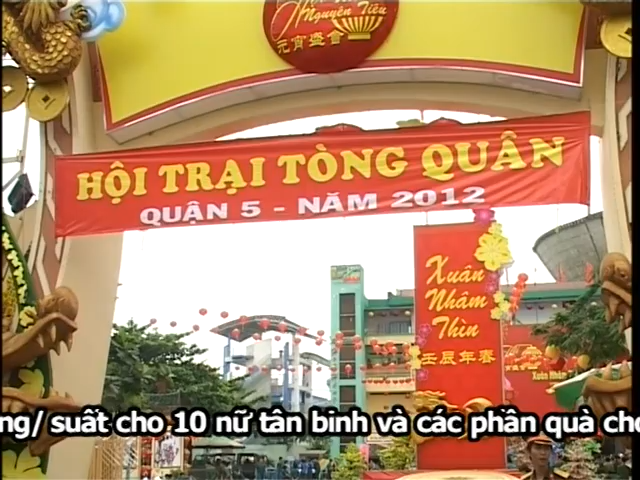 Nguyên Tiêu
元宵盛會
HỘI TRẠI TÒNG QUÂN
QUẬN 5 - NĂM 2012
Xuân
Nhâm
Thìn
壬辰年春
ng/ suất cho 10 nữ tân binh và các phần quà cho